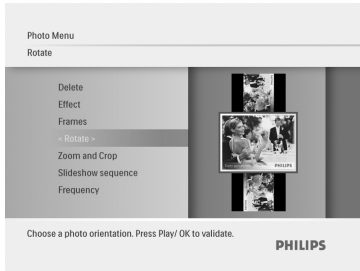 Photo Menu
Rotate
Delete
Effect
Frames
< Rotate >
Zoom and Crop
Slideshow sequence
Frequency
PHILIPS
Choose a photo orientation. Press Play/ OK to validate.
PHILIPS